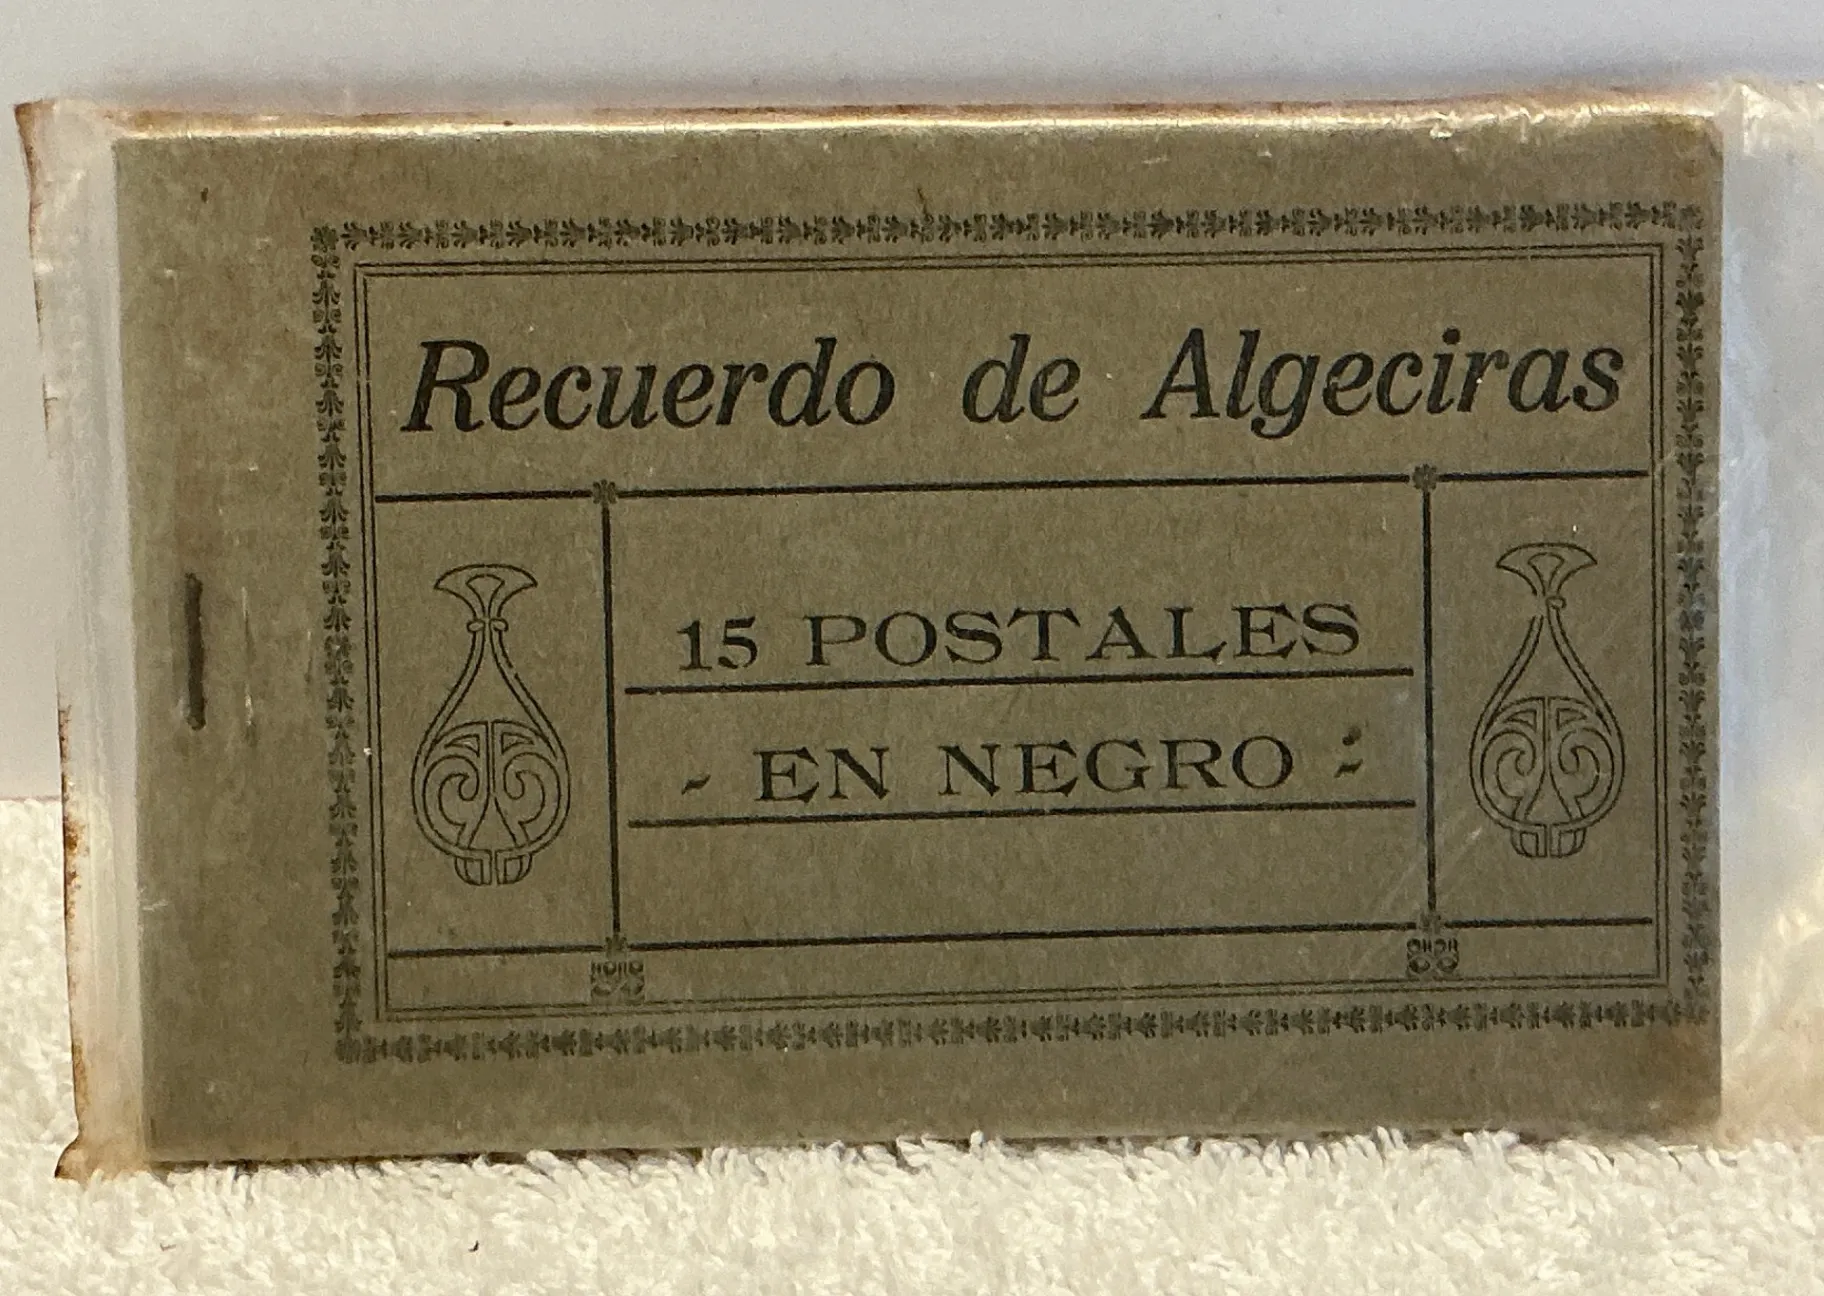 Recuerdo de Algeciras
15 POSTALES
- EN NEGRO -